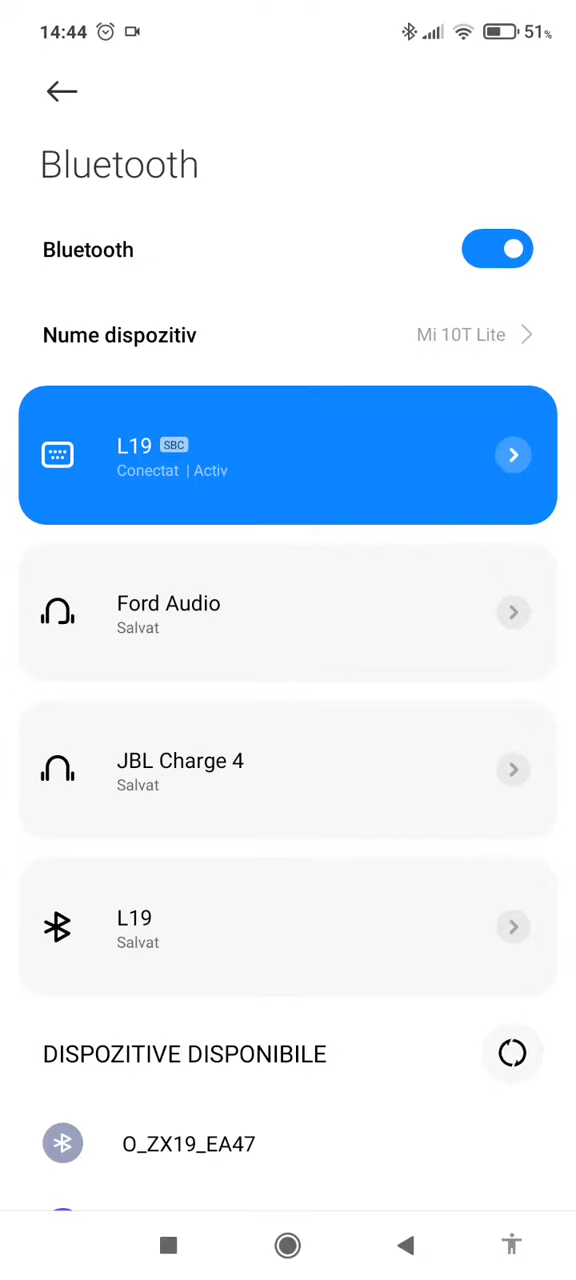 14:44 51%
Bluetooth
Bluetooth
Nume dispozitiv Mi 10T Lite
L19 SBC
Conectat | Activ
Ford Audio
Salvat
JBL Charge 4
Salvat
L19
Salvat
DISPOZITIVE DISPONIBILE
O_ZX19_EA47